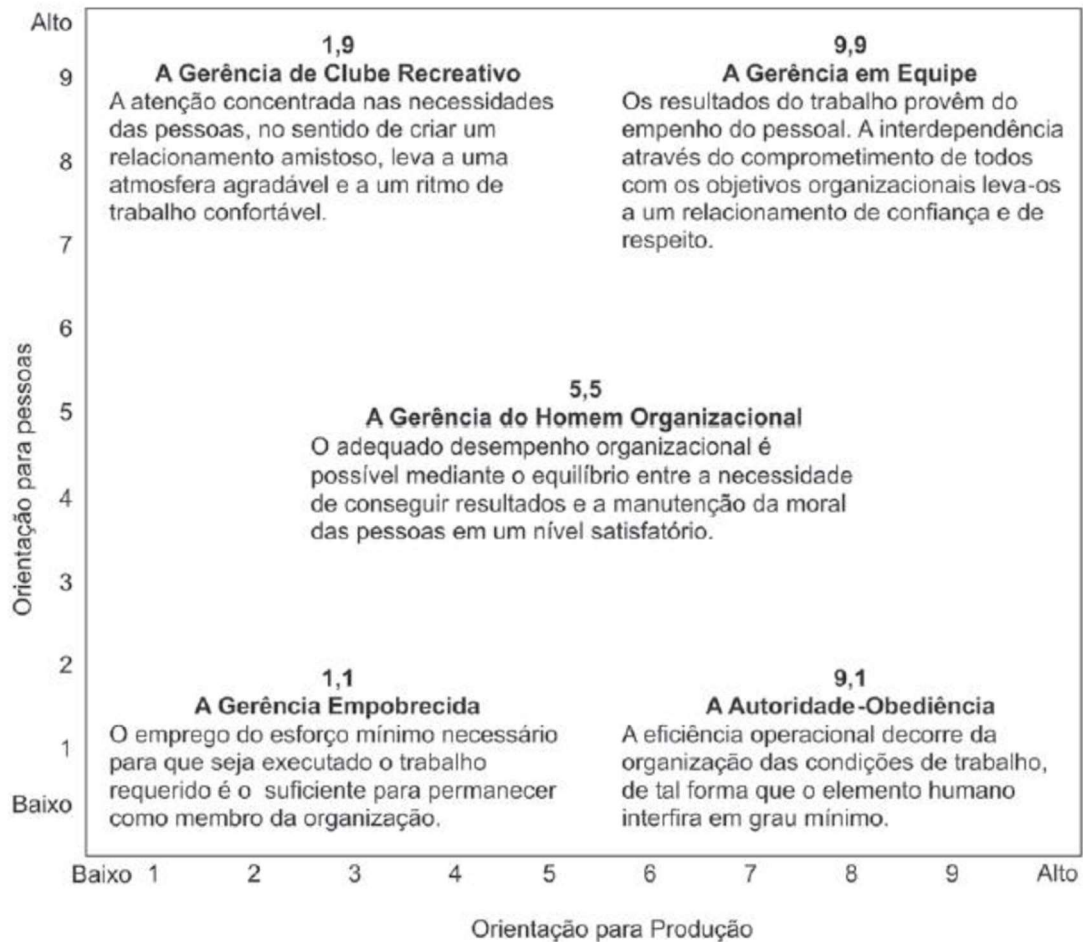 Alto
9
8
7
6
5
4
3
2
1
Baixo
Orientação para pessoas
1,9
A Gerência de Clube Recreativo
A atenção concentrada nas necessidades
das pessoas, no sentido de criar um
relacionamento amistoso, leva a uma
atmosfera agradável e a um ritmo de
trabalho confortável.
9,9
A Gerência em Equipe
Os resultados do trabalho provêm do
empenho do pessoal. A interdependência
através do comprometimento de todos
com os objetivos organizacionais leva-os
a um relacionamento de confiança e de
respeito.
5,5
A Gerência do Homem Organizacional
O adequado desempenho organizacional é
possível mediante o equilíbrio entre a necessidade
de conseguir resultados e a manutenção da moral
das pessoas em um nível satisfatório.
1,1
A Gerência Empobrecida
O emprego do esforço mínimo necessário
para que seja executado o trabalho
requerido é o suficiente para permanecer
como membro da organização.
9,1
A Autoridade-Obediência
A eficiência operacional decorre da
organização das condições de trabalho,
de tal forma que o elemento humano
interfira em grau mínimo.
Baixo 1 2 3 4 5 6 7 8 9 Alto
Orientação para Produção